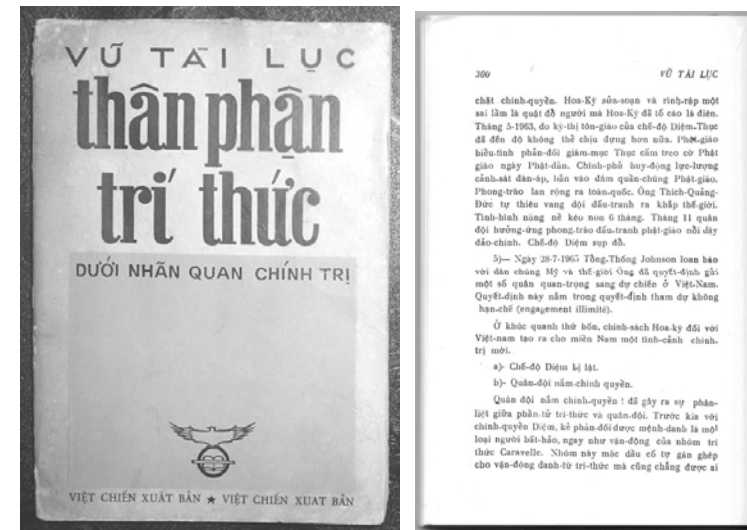 VŨ TÀI LỤC
thân phận
trí thức
DƯỚI NHÃN QUAN CHÍNH TRỊ
VIỆT CHIẾN XUẤT BẢN ★ VIỆT CHIẾN XUẤT BẢN
300 VŨ TÀI LỤC
chất chính-quyền. Hoa-Kỳ sửa-soạn và rình-rập một
sai lầm là quật đổ người mà Hoa-Kỳ đã tố cáo là điên.
Tháng 5-1963, do kỳ-thị tôn-giáo của chế-độ Diệm-Thục
đã đến độ không thể chịu đựng hơn nữa. Phật-giáo
biểu-tình phản-đối giám-mục Thục cấm treo cờ Phật
giáo ngày Phật-đản. Chính-phủ huy-động lực-lượng
cảnh-sát đàn-áp, bắn vào đám quần-chúng Phật-giáo.
Phong-trào lan rộng ra toàn-quốc. Ông Thích-Quảng-
Đức tự thiêu vang dội đấu-tranh ra khắp thế-giới.
Tình-hình nặng nề kéo non 6 tháng. Tháng 11 quân
đội hưởng-ứng phong-trào đấu-tranh phật-giáo nổi dậy
đảo-chính. Chế-độ Diệm sụp đổ.
5)— Ngày 28-7-1965 Tổng-Thống Johnson loan báo
với dân chúng Mỹ và thế-giới Ông đã quyết-định gửi
một số quân quan-trọng sang dự chiến ở Việt-Nam.
Quyết-định này nằm trong quyết-định tham dự không
hạn-chế (engagement illimité).
Ở khúc quanh thứ bốn, chính-sách Hoa-kỳ đối với
Việt-nam tạo ra cho miền Nam một tình-cảnh chính-
trị mới.
a)- Chế-độ Diệm bị lật.
b)- Quân-đội nắm-chính quyền.
Quân đội nắm chính-quyền ! đã gây ra sự phân-
liệt giữa phần-tử trí-thức và quân-đội. Trước kia với
chính-quyền Diệm, kẻ phản-đối được mệnh-danh là một
loại người bất-hảo, ngay như vận-động của nhóm trí
thức Caravelle. Nhóm này mặc dầu cố tự gán ghép
cho vận-động danh-từ trí-thức mà cũng chẳng được ai